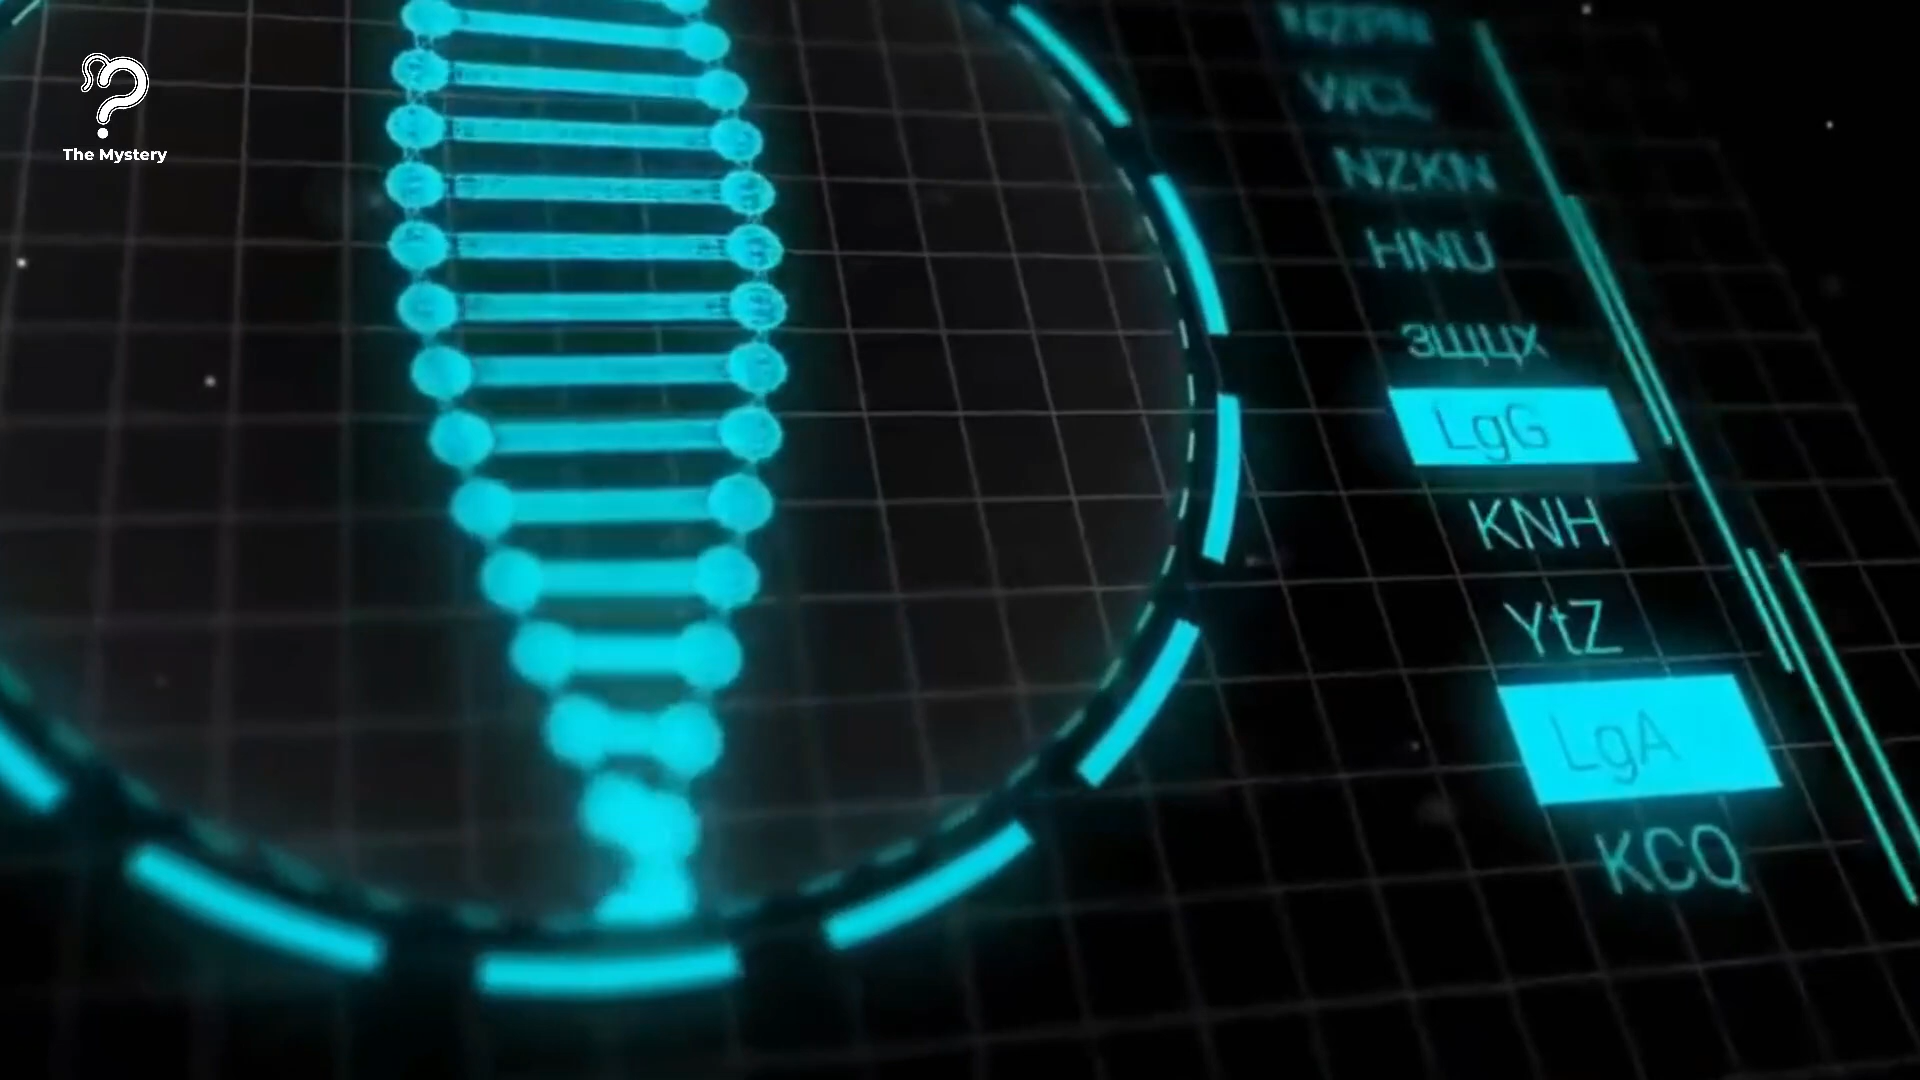 The Mystery
WCL
NZKN
HNU
ЗЩЦХ
LgG
KNH
YtZ
LgA
KCQ